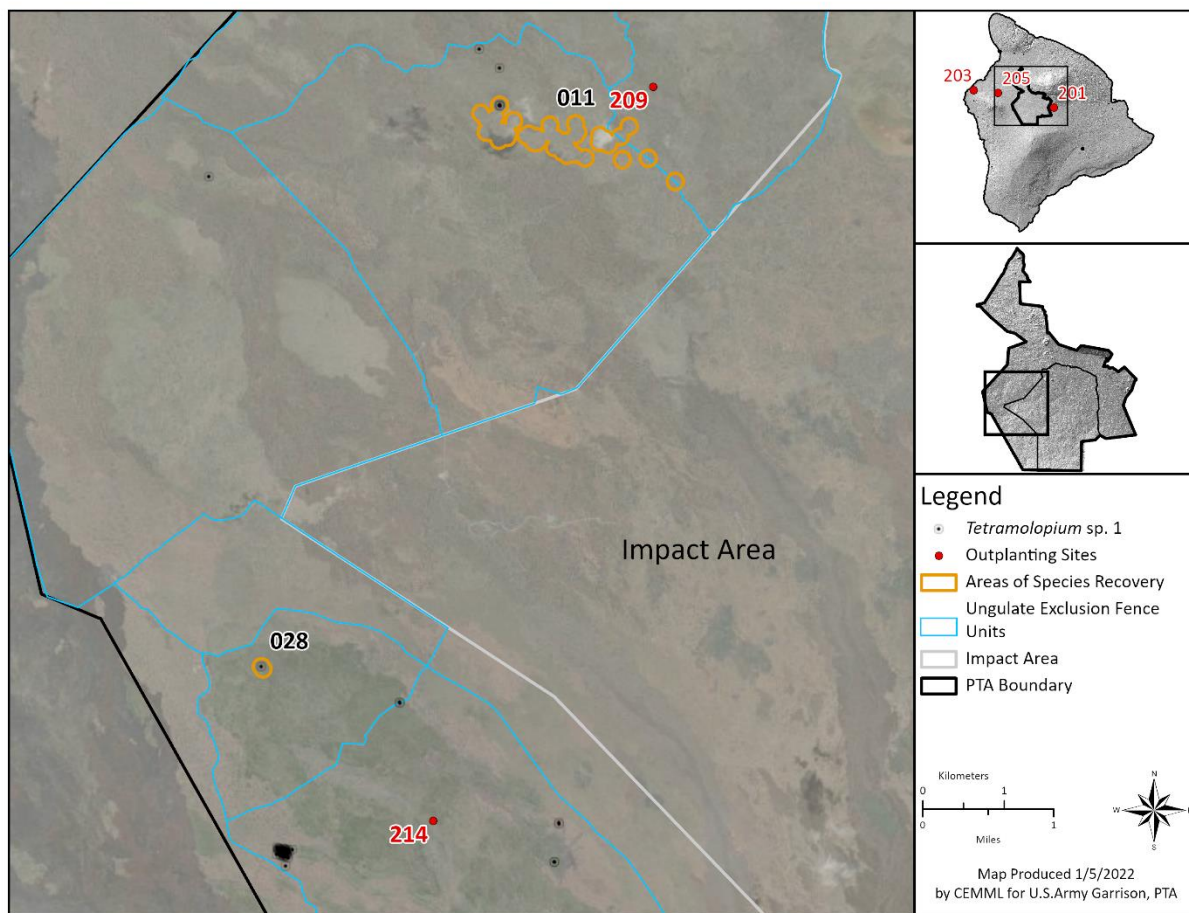 011
209
Impact Area
028
214
203
205
201
Legend
Tetramolopium sp. 1
Outplanting Sites
Areas of Species Recovery
Ungulate Exclusion Fence
Units
Impact Area
PTA Boundary
Kilometers
0 1
0 1
Miles
N
W
S
Map Produced 1/5/2022
by CEMML for U.S.Army Garrison, PTA